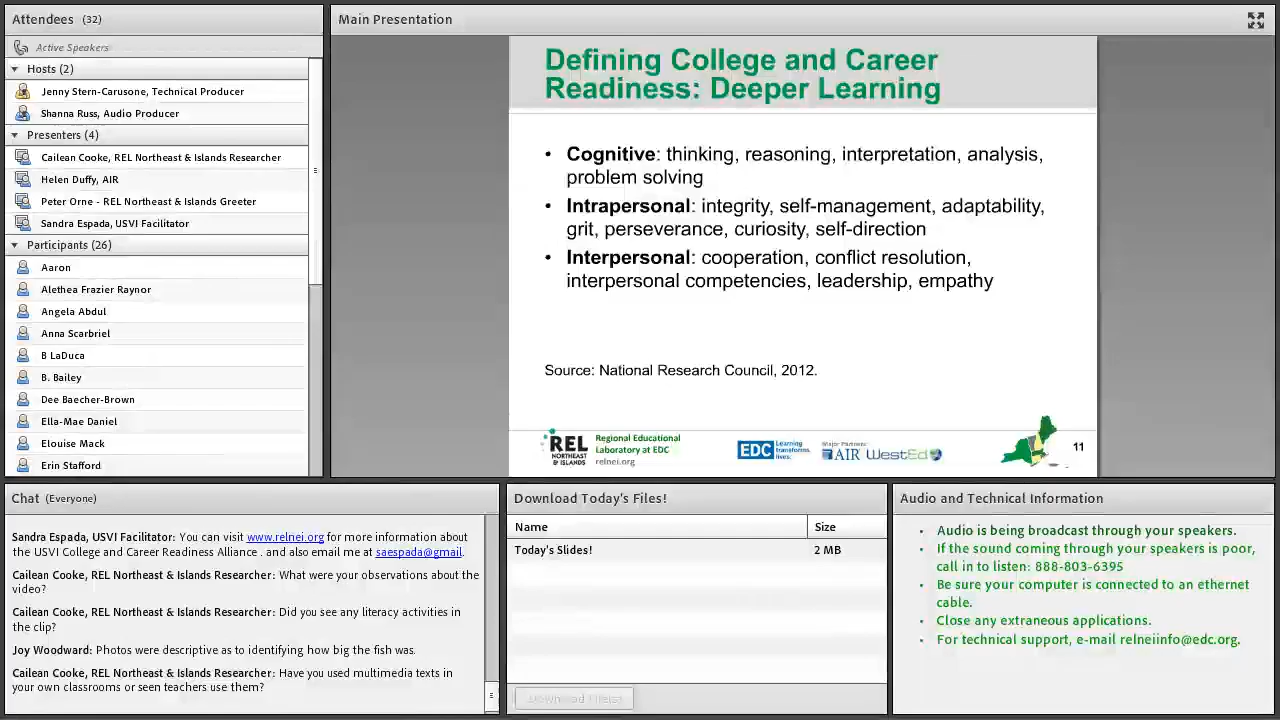 Attendees (32)
Active Speakers
Hosts (2)
Jenny Stern-Carusone, Technical Producer
Shanna Russ, Audio Producer
Presenters (4)
Cailean Cooke, REL Northeast & Islands Researcher
Helen Duffy, AIR
Peter Orne - REL Northeast & Islands Greeter
Sandra Espada, USVI Facilitator
Participants (26)
Aaron
Alethea Frazier Raynor
Angela Abdul
Anna Scarbriel
B LaDuca
B. Bailey
Dee Baecher-Brown
Ella-Mae Daniel
Elouise Mack
Erin Stafford
Main Presentation
Defining College and Career
Readiness: Deeper Learning
• Cognitive: thinking, reasoning, interpretation, analysis,
problem solving
• Intrapersonal: integrity, self-management, adaptability,
grit, perseverance, curiosity, self-direction
• Interpersonal: cooperation, conflict resolution,
interpersonal competencies, leadership, empathy
Source: National Research Council, 2012.
REL
NORTHEAST
& ISLANDS
Regional Educational
Laboratory at EDC
relnei.org
EDC
Learning
transforms
lives.
Major Partners:
AIR WestEd
11
Chat (Everyone)
Sandra Espada, USVI Facilitator: You can visit www.relnei.org for more information about
the USVI College and Career Readiness Alliance . and also email me at saespada@gmail.
Cailean Cooke, REL Northeast & Islands Researcher: What were your observations about the
video?
Cailean Cooke, REL Northeast & Islands Researcher: Did you see any literacy activities in
the clip?
Joy Woodward: Photos were descriptive as to identifying how big the fish was.
Cailean Cooke, REL Northeast & Islands Researcher: Have you used multimedia texts in
your own classrooms or seen teachers use them?
Download Today's Files!
Name Size
Today's Slides! 2 MB
Download File(s)
Audio and Technical Information
• Audio is being broadcast through your speakers.
• If the sound coming through your speakers is poor,
call in to listen: 888-803-6395
• Be sure your computer is connected to an ethernet
cable.
• Close any extraneous applications.
• For technical support, e-mail relneiinfo@edc.org.